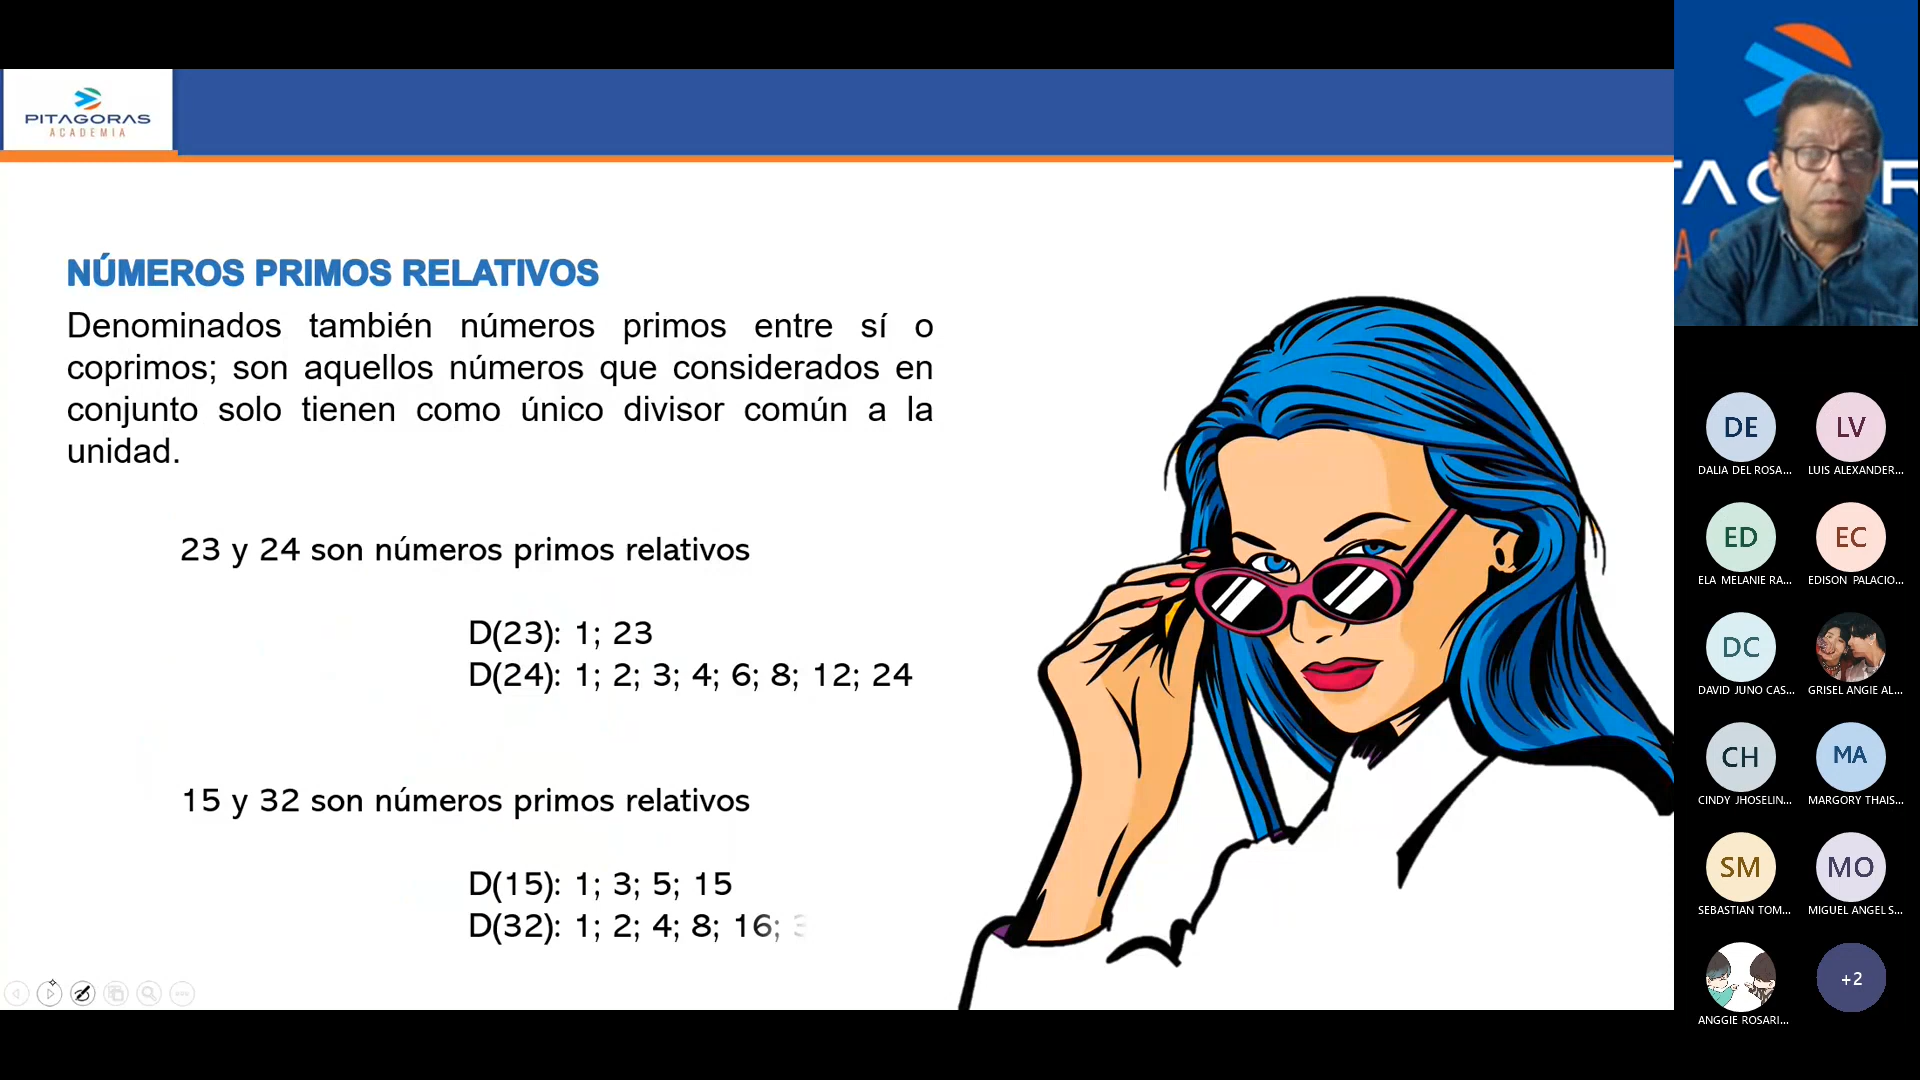 PITAGORAS
ACADEMIA
NÚMEROS PRIMOS RELATIVOS
Denominados también números primos entre sí o
coprimos; son aquellos números que considerados en
conjunto solo tienen como único divisor común a la
unidad.
23 y 24 son números primos relativos
D(23): 1; 23
D(24): 1; 2; 3; 4; 6; 8; 12; 24
15 y 32 son números primos relativos
D(15): 1; 3; 5; 15
D(32): 1; 2; 4; 8; 16;
DE
DALIA DEL ROSA...
LV
LUIS ALEXANDER...
ED
ELA MELANIE RA...
EC
EDISON PALACIO...
DC
DAVID JUNO CAS...
GRISEL ANGIE AL...
CH
CINDY JHOSELIN...
MA
MARGORY THAIS...
SM
SEBASTIAN TOM...
MO
MIGUEL ANGEL S...
ANGGIE ROSARI...
+2